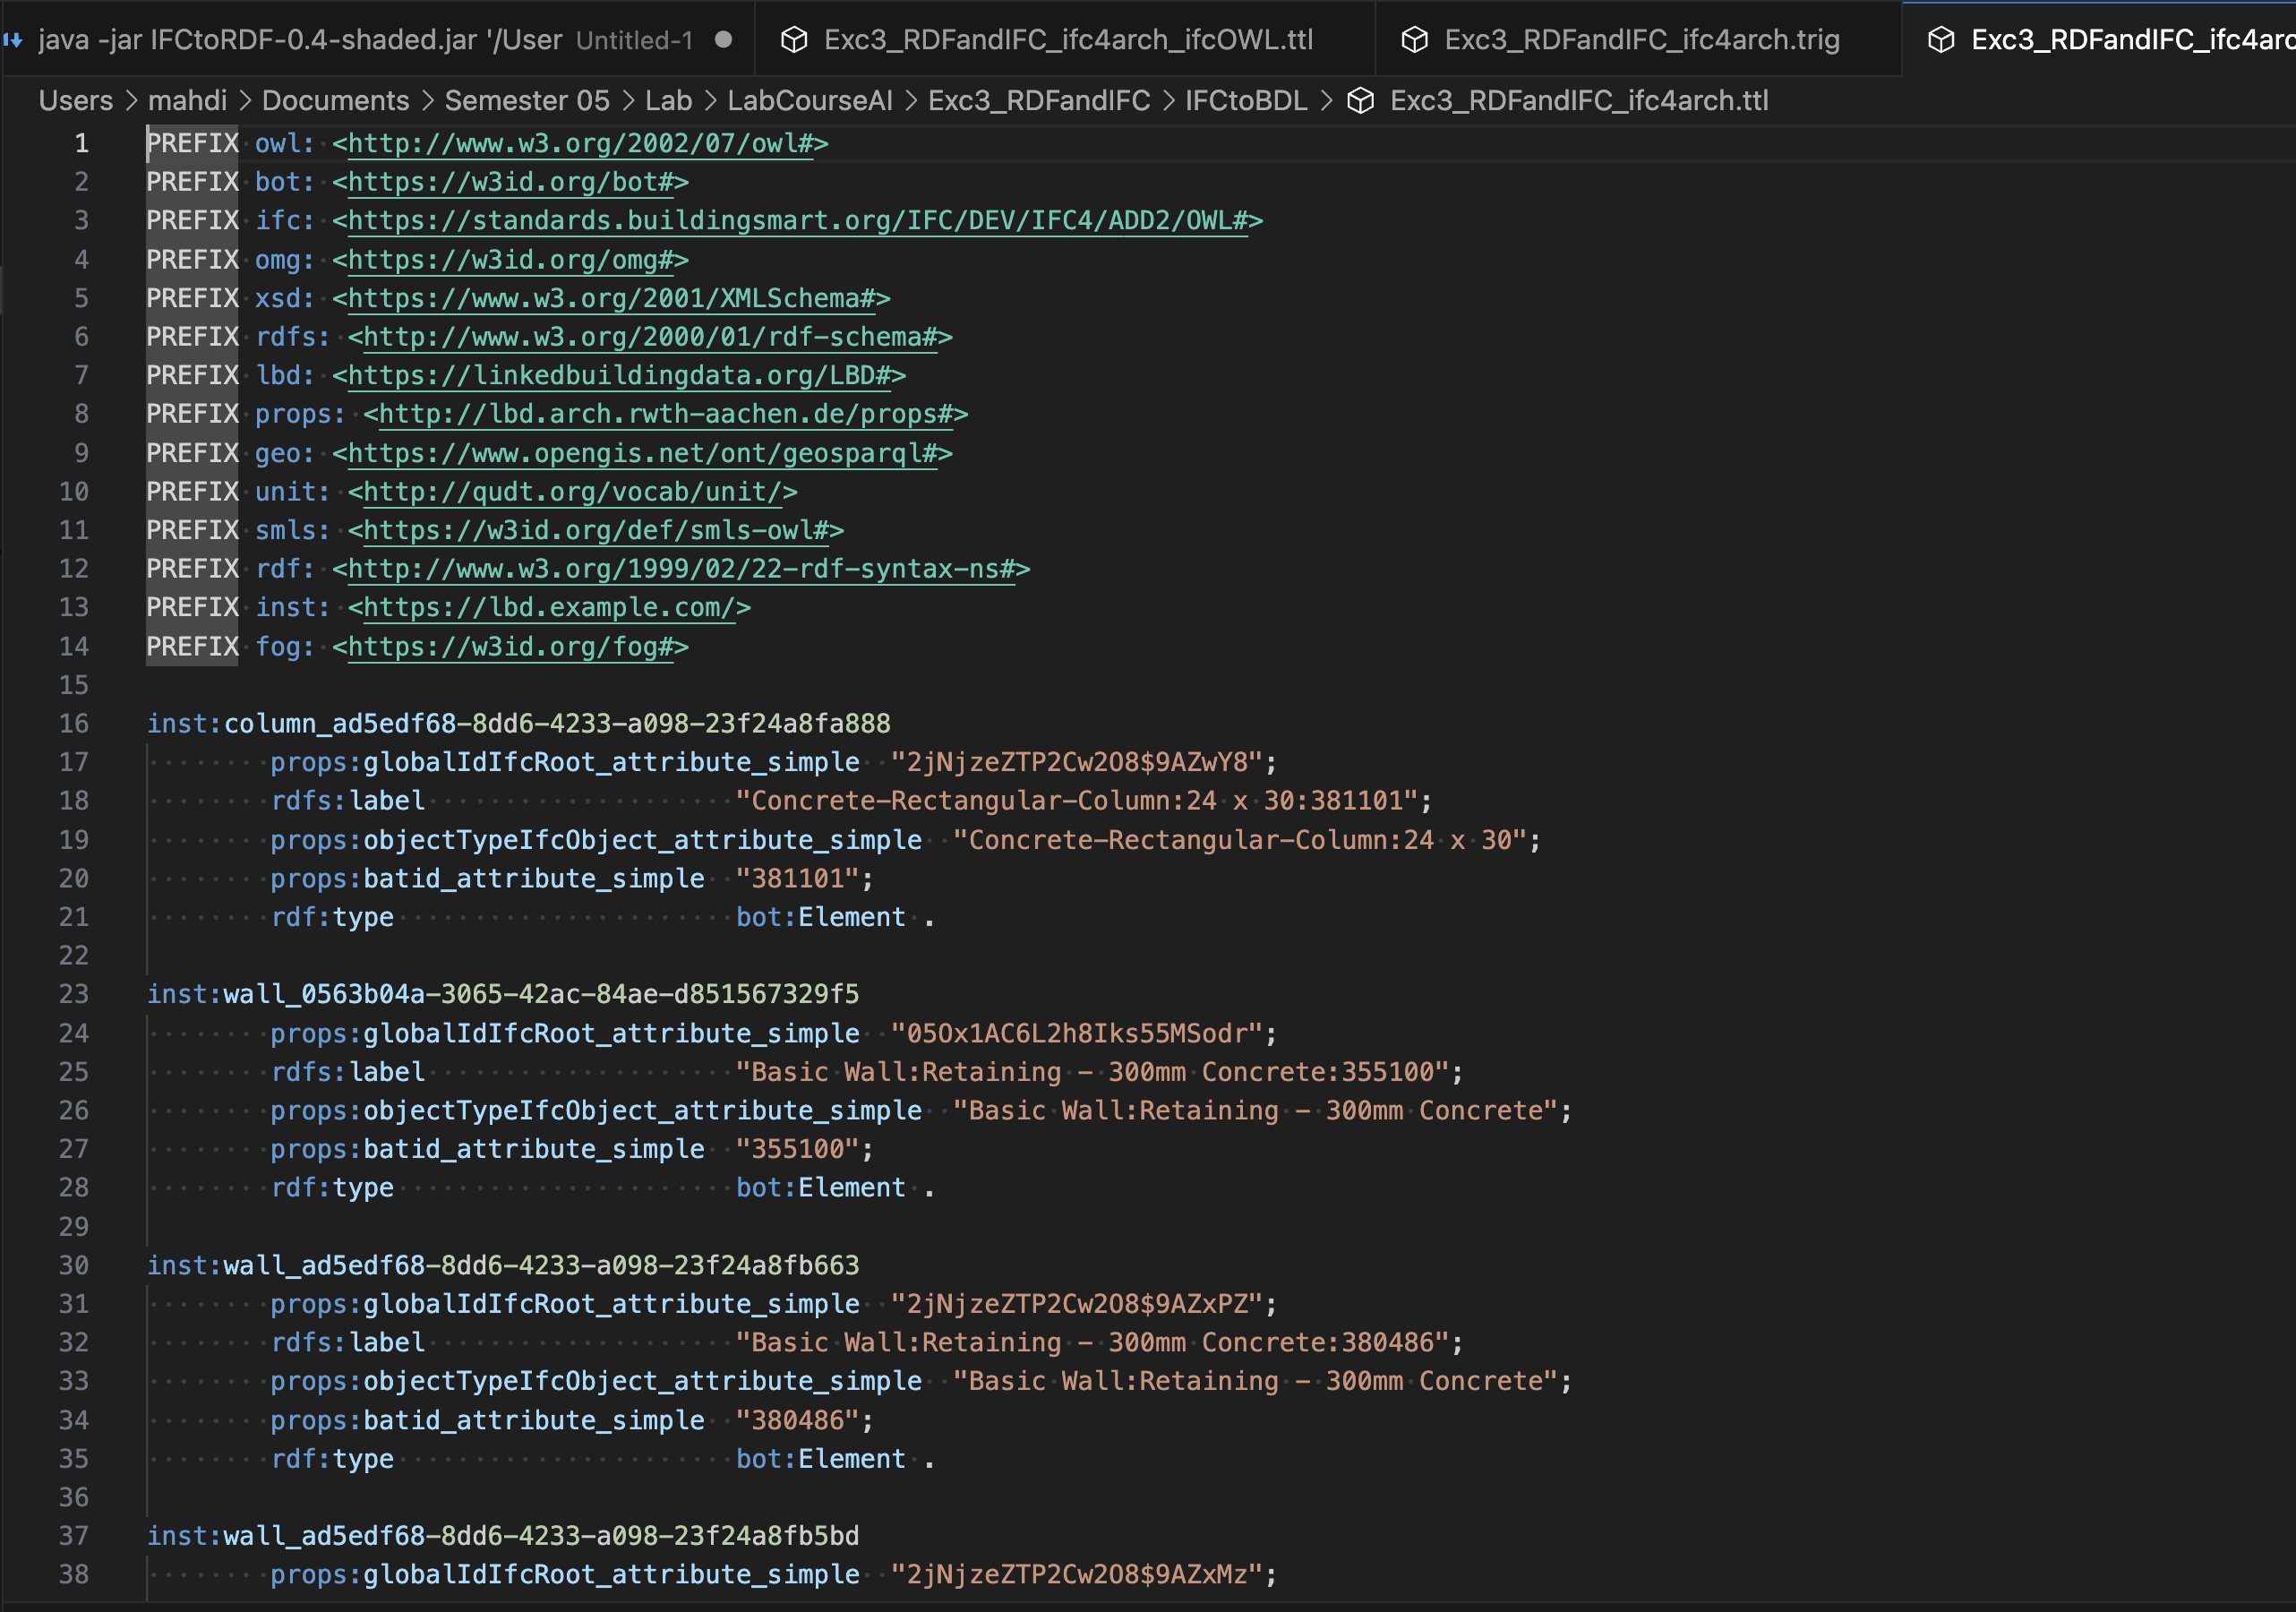 java -jar IFCtoRDF-0.4-shaded.jar '/User Untitled-1 Exc3_RDFandIFC_ifc4arch_ifcOWL.ttl Exc3_RDFandIFC_ifc4arch.trig Exc3_RDFandIFC_ifc4arc
Users > mahdi > Documents > Semester 05 > Lab > LabCourseAI > Exc3_RDFandIFC > IFCtoBDL > Exc3_RDFandIFC_ifc4arch.ttl
1 PREFIX owl: <http://www.w3.org/2002/07/owl#>
2 PREFIX bot: <https://w3id.org/bot#>
3 PREFIX ifc: <https://standards.buildingsmart.org/IFC/DEV/IFC4/ADD2/OWL#>
4 PREFIX omg: <https://w3id.org/omg#>
5 PREFIX xsd: <https://www.w3.org/2001/XMLSchema#>
6 PREFIX rdfs: <http://www.w3.org/2000/01/rdf-schema#>
7 PREFIX lbd: <https://linkedbuildingdata.org/LBD#>
8 PREFIX props: <http://lbd.arch.rwth-aachen.de/props#>
9 PREFIX geo: <https://www.opengis.net/ont/geosparql#>
10 PREFIX unit: <http://qudt.org/vocab/unit/>
11 PREFIX smls: <https://w3id.org/def/smls-owl#>
12 PREFIX rdf: <http://www.w3.org/1999/02/22-rdf-syntax-ns#>
13 PREFIX inst: <https://lbd.example.com/>
14 PREFIX fog: <https://w3id.org/fog#>
15
16 inst:column_ad5edf68-8dd6-4233-a098-23f24a8fa888
17 props:globalIdIfcRoot_attribute_simple "2jNjzeZTP2Cw2O8$9AZwY8";
18 rdfs:label "Concrete-Rectangular-Column:24 x 30:381101";
19 props:objectTypeIfcObject_attribute_simple "Concrete-Rectangular-Column:24 x 30";
20 props:batid_attribute_simple "381101";
21 rdf:type bot:Element .
22
23 inst:wall_0563b04a-3065-42ac-84ae-d851567329f5
24 props:globalIdIfcRoot_attribute_simple "05Ox1AC6L2h8Iks55MSodr";
25 rdfs:label "Basic Wall:Retaining - 300mm Concrete:355100";
26 props:objectTypeIfcObject_attribute_simple "Basic Wall:Retaining - 300mm Concrete";
27 props:batid_attribute_simple "355100";
28 rdf:type bot:Element .
29
30 inst:wall_ad5edf68-8dd6-4233-a098-23f24a8fb663
31 props:globalIdIfcRoot_attribute_simple "2jNjzeZTP2Cw2O8$9AZxPZ";
32 rdfs:label "Basic Wall:Retaining - 300mm Concrete:380486";
33 props:objectTypeIfcObject_attribute_simple "Basic Wall:Retaining - 300mm Concrete";
34 props:batid_attribute_simple "380486";
35 rdf:type bot:Element .
36
37 inst:wall_ad5edf68-8dd6-4233-a098-23f24a8fb5bd
38 props:globalIdIfcRoot_attribute_simple "2jNjzeZTP2Cw2O8$9AZxMz";